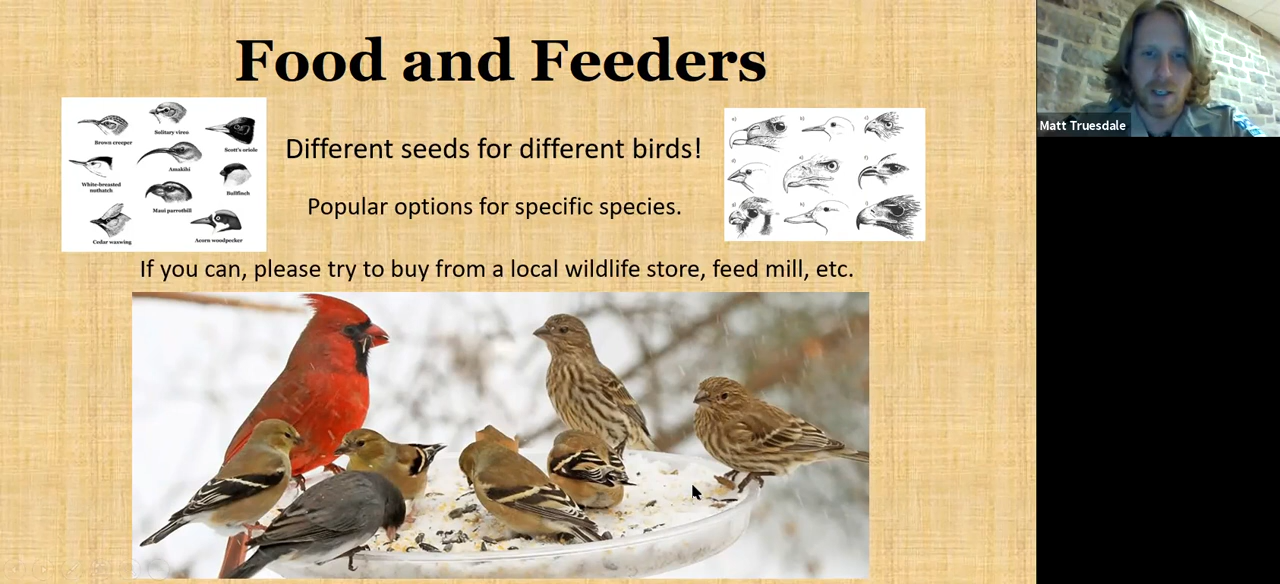 Food and Feeders
Brown creeper
Solitary vireo
Scott's oriole
White-breasted
nuthatch
Amakihi
Bullfinch
Maui parrotbill
Cedar waxwing
Acorn woodpecker
Different seeds for different birds!
Popular options for specific species.
If you can, please try to buy from a local wildlife store, feed mill, etc.
Matt Truesdale